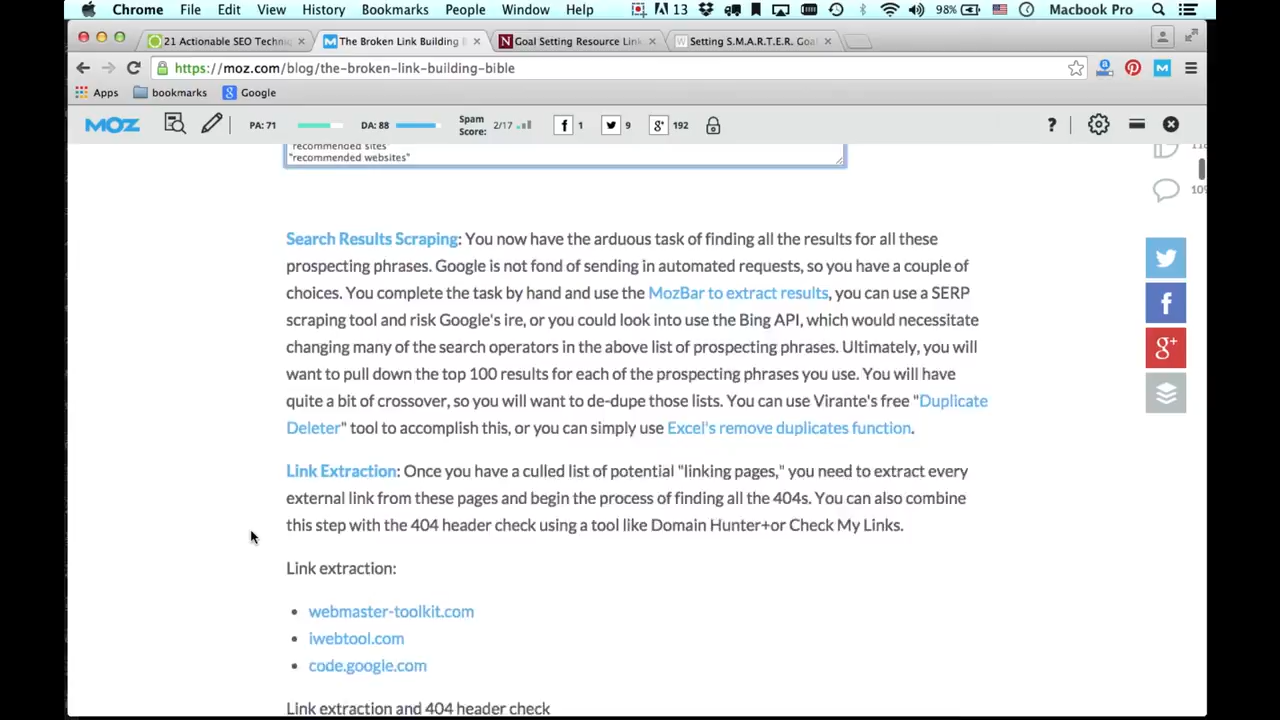 Chrome File Edit View History Bookmarks People Window Help 13 98% Macbook Pro
21 Actionable SEO Techniq The Broken Link Building B Goal Setting Resource Link Setting S.M.A.R.T.E.R. Goal
https://moz.com/blog/the-broken-link-building-bible
Apps bookmarks Google
MOZ PA: 71 DA: 88 Spam Score: 2/17 1 9 192 ?
"recommended sites"
"recommended websites"
109
Search Results Scraping: You now have the arduous task of finding all the results for all these
prospecting phrases. Google is not fond of sending in automated requests, so you have a couple of
choices. You complete the task by hand and use the MozBar to extract results, you can use a SERP
scraping tool and risk Google's ire, or you could look into use the Bing API, which would necessitate
changing many of the search operators in the above list of prospecting phrases. Ultimately, you will
want to pull down the top 100 results for each of the prospecting phrases you use. You will have
quite a bit of crossover, so you will want to de-dupe those lists. You can use Virante's free "Duplicate
Deleter" tool to accomplish this, or you can simply use Excel's remove duplicates function.
Link Extraction: Once you have a culled list of potential "linking pages," you need to extract every
external link from these pages and begin the process of finding all the 404s. You can also combine
this step with the 404 header check using a tool like Domain Hunter+or Check My Links.
Link extraction:
• webmaster-toolkit.com
• iwebtool.com
• code.google.com
Link extraction and 404 header check